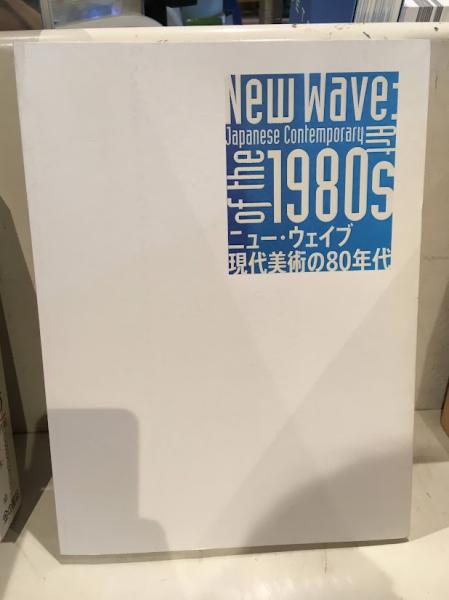 New Wave:
Japanese Contemporary
Art
of the
1980s
ニュー・ウェイブ
現代美術の80年代